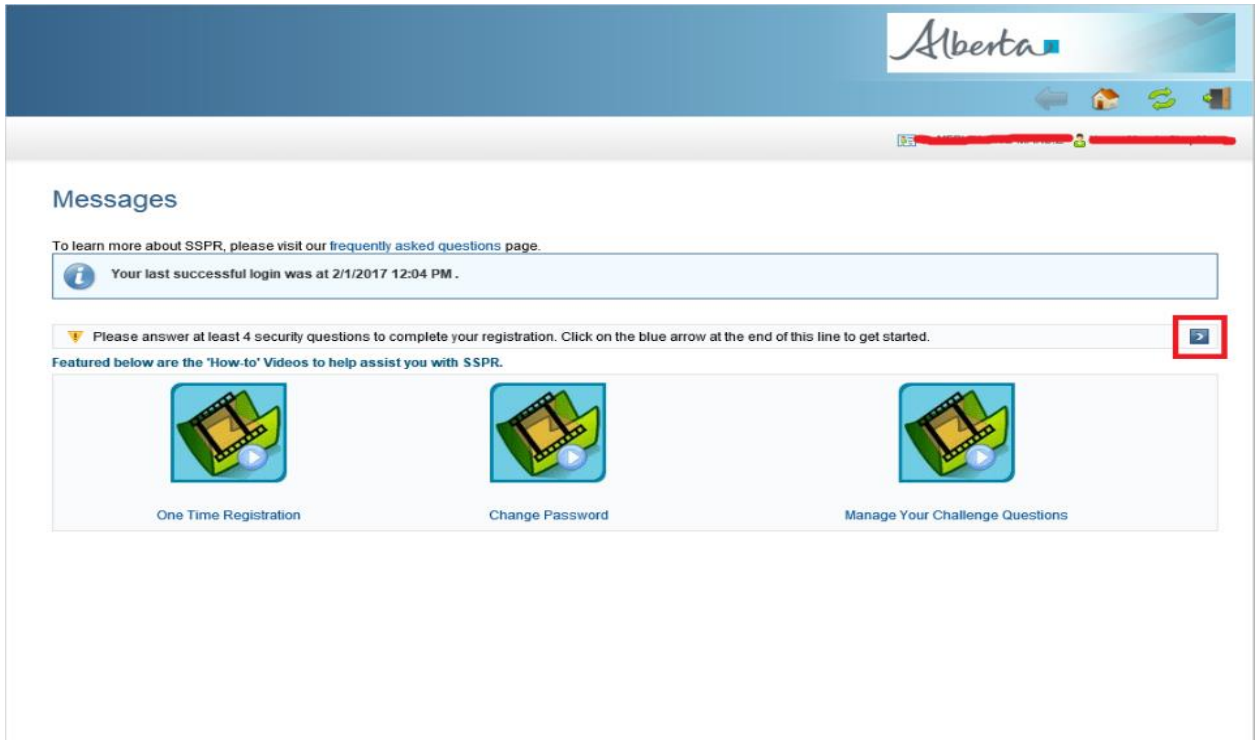 Alberta
Messages
To learn more about SSPR, please visit our frequently asked questions page.
Your last successful login was at 2/1/2017 12:04 PM .
Please answer at least 4 security questions to complete your registration. Click on the blue arrow at the end of this line to get started.
Featured below are the 'How-to' Videos to help assist you with SSPR.
One Time Registration
Change Password
Manage Your Challenge Questions